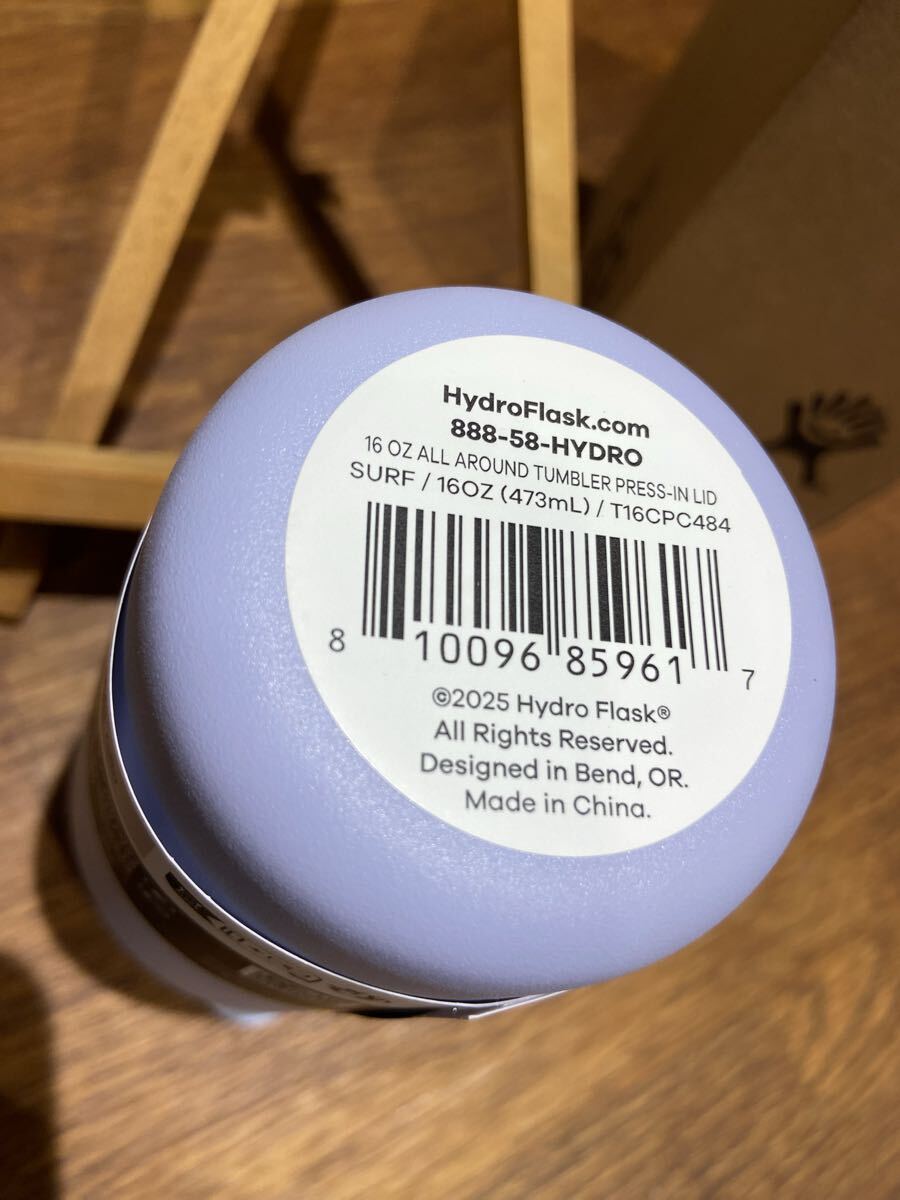 HydroFlask.com
888-58-HYDRO
16 OZ ALL AROUND TUMBLER PRESS-IN LID
SURF / 16OZ (473mL) / T16CPC484
8 10096 85961 7
©2025 Hydro Flask®
All Rights Reserved.
Designed in Bend, OR.
Made in China.